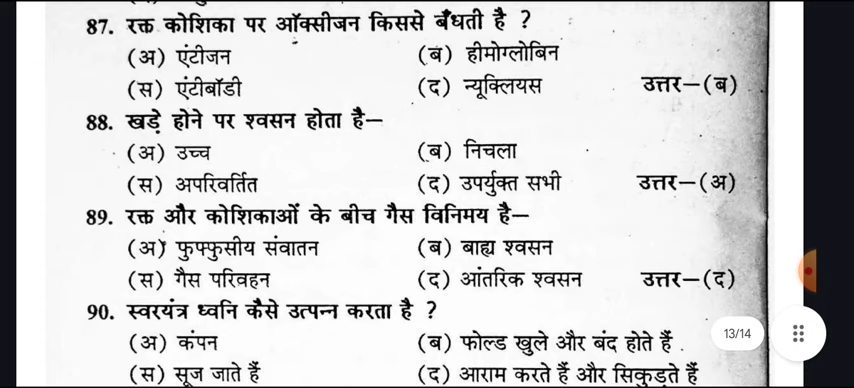 87. रक्त कोशिका पर ऑक्सीजन किससे बँधती है ?
(अ) एंटीजन (ब) हीमोग्लोबिन
(स) एंटीबॉडी (द) न्यूक्लियस उत्तर–(ब)
88. खड़े होने पर श्वसन होता है–
(अ) उच्च (ब) निचला
(स) अपरिवर्तित (द) उपर्युक्त सभी उत्तर–(अ)
89. रक्त और कोशिकाओं के बीच गैस विनिमय है–
(अ) फुफ्फुसीय संवातन (ब) बाह्य श्वसन
(स) गैस परिवहन (द) आंतरिक श्वसन उत्तर–(द)
90. स्वरयंत्र ध्वनि कैसे उत्पन्न करता है ?
13/14
(अ) कंपन (ब) फोल्ड खुले और बंद होते हैं .
(स) सूज जाते हैं (द) आराम करते हैं और सिकुड़ते हैं